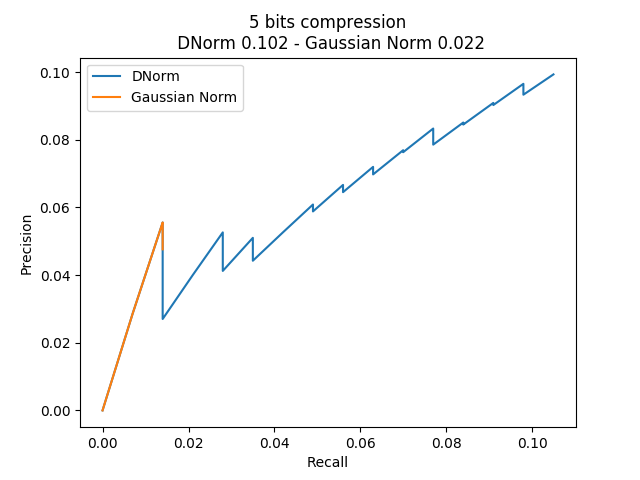 5 bits compression
DNorm 0.102 - Gaussian Norm 0.022
DNorm
Gaussian Norm
0.10
0.08
0.06
0.04
0.02
0.00
Precision
0.00 0.02 0.04 0.06 0.08 0.10
Recall